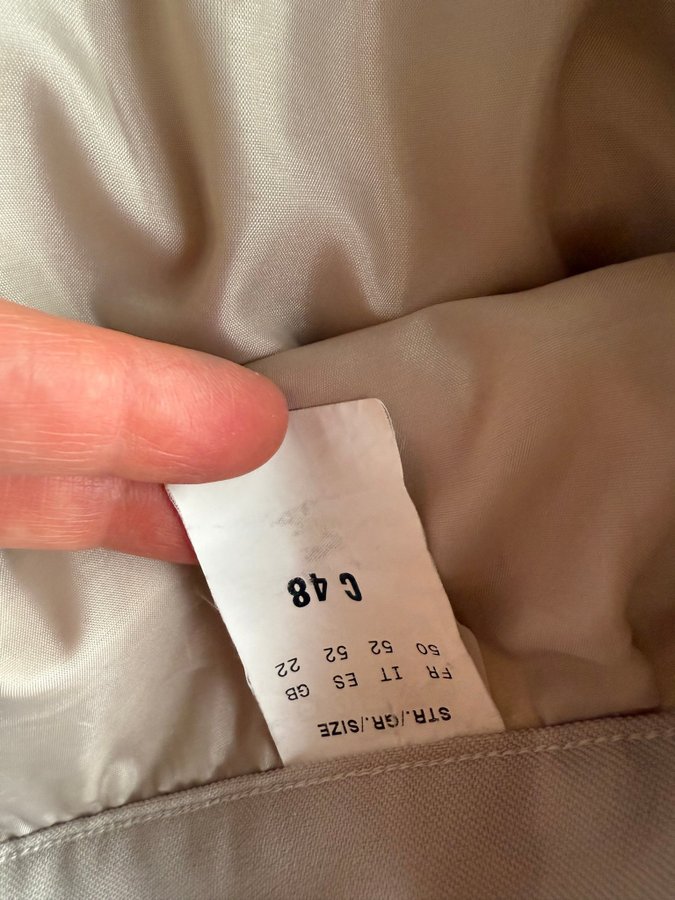 STR./GR./SIZE
FR IT ES GB
50 52 52 22
C 48